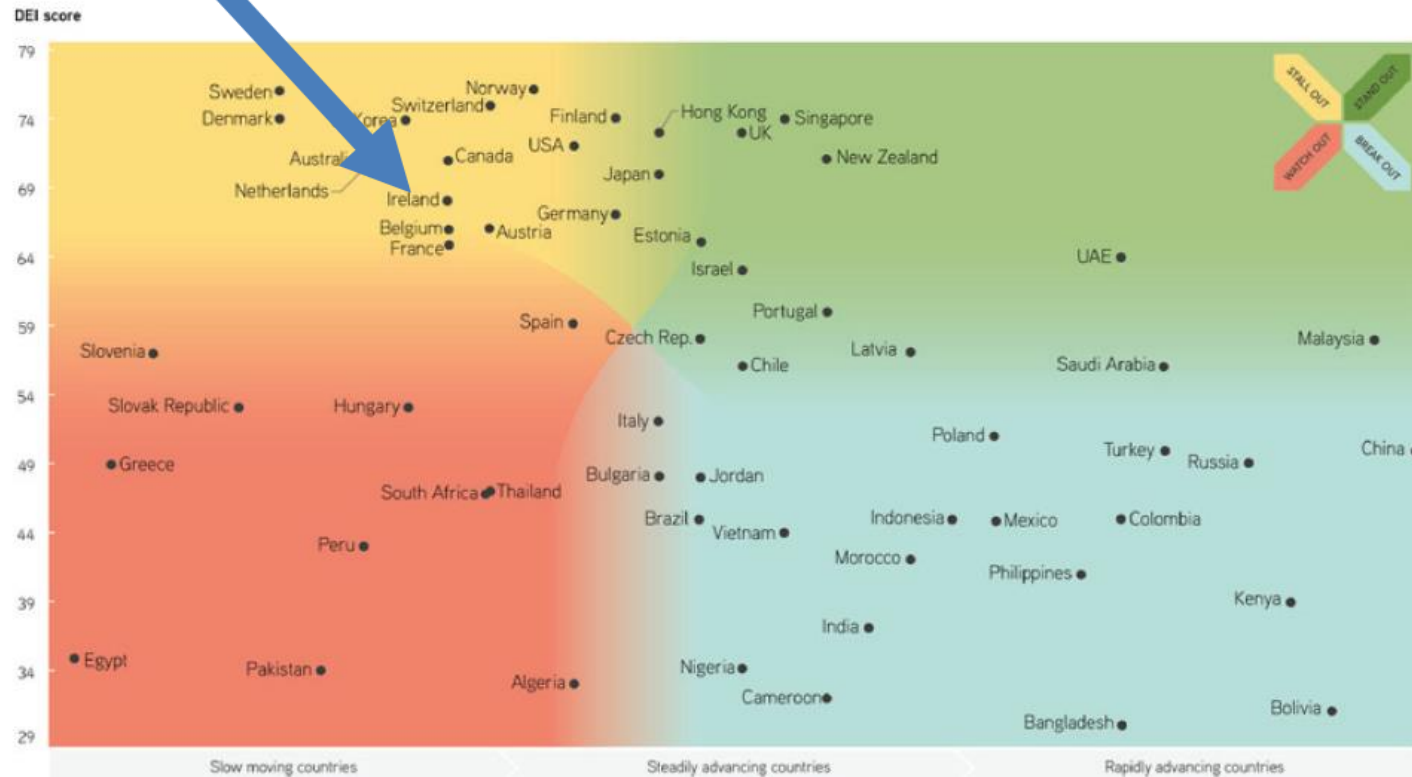 DEI score
79
74
69
64
59
54
49
44
39
34
29
STALL OUT
STAND OUT
WATCH OUT
BREAK OUT
Sweden
Norway
Switzerland
Denmark
Korea
Finland
Hong Kong
UK
Singapore
USA
Canada
New Zealand
Japan
Netherlands
Ireland
Germany
Belgium
Austria
France
Estonia
Israel
UAE
Portugal
Spain
Czech Rep.
Latvia
Malaysia
Slovenia
Chile
Saudi Arabia
Slovak Republic
Hungary
Italy
Poland
Turkey
China
Greece
Russia
Bulgaria
Jordan
South Africa
Thailand
Brazil
Vietnam
Indonesia
Mexico
Colombia
Peru
Morocco
Philippines
Kenya
India
Egypt
Pakistan
Nigeria
Algeria
Cameroon
Bolivia
Bangladesh
Slow moving countries
Steadily advancing countries
Rapidly advancing countries